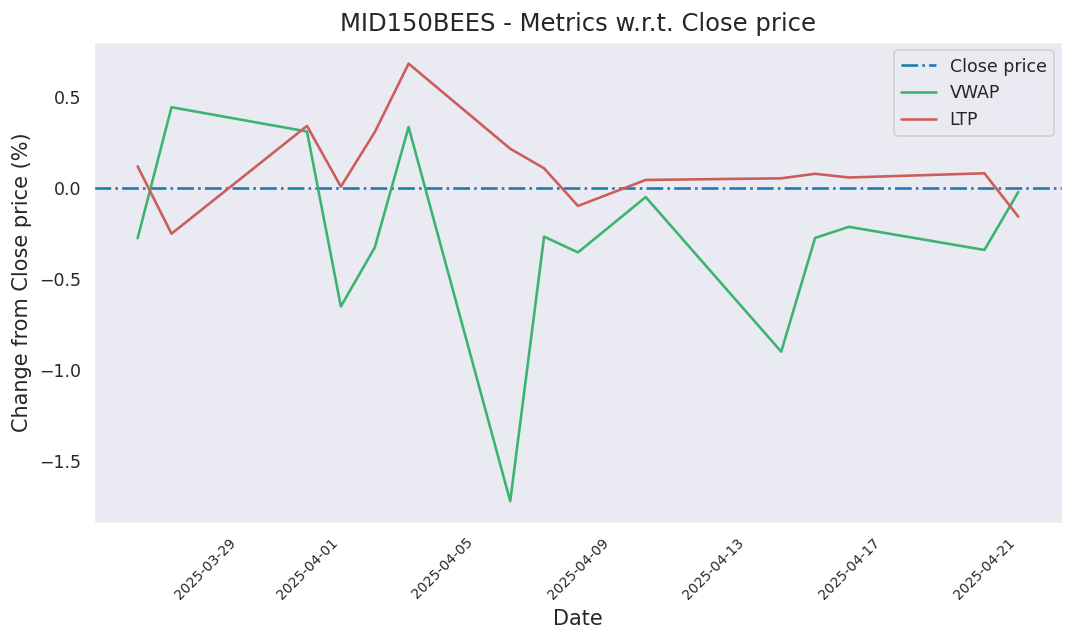 MID150BEES - Metrics w.r.t. Close price
Close price
VWAP
LTP
Change from Close price (%)
0.5
0.0
−0.5
−1.0
−1.5
2025-03-29
2025-04-01
2025-04-05
2025-04-09
2025-04-13
2025-04-17
2025-04-21
Date